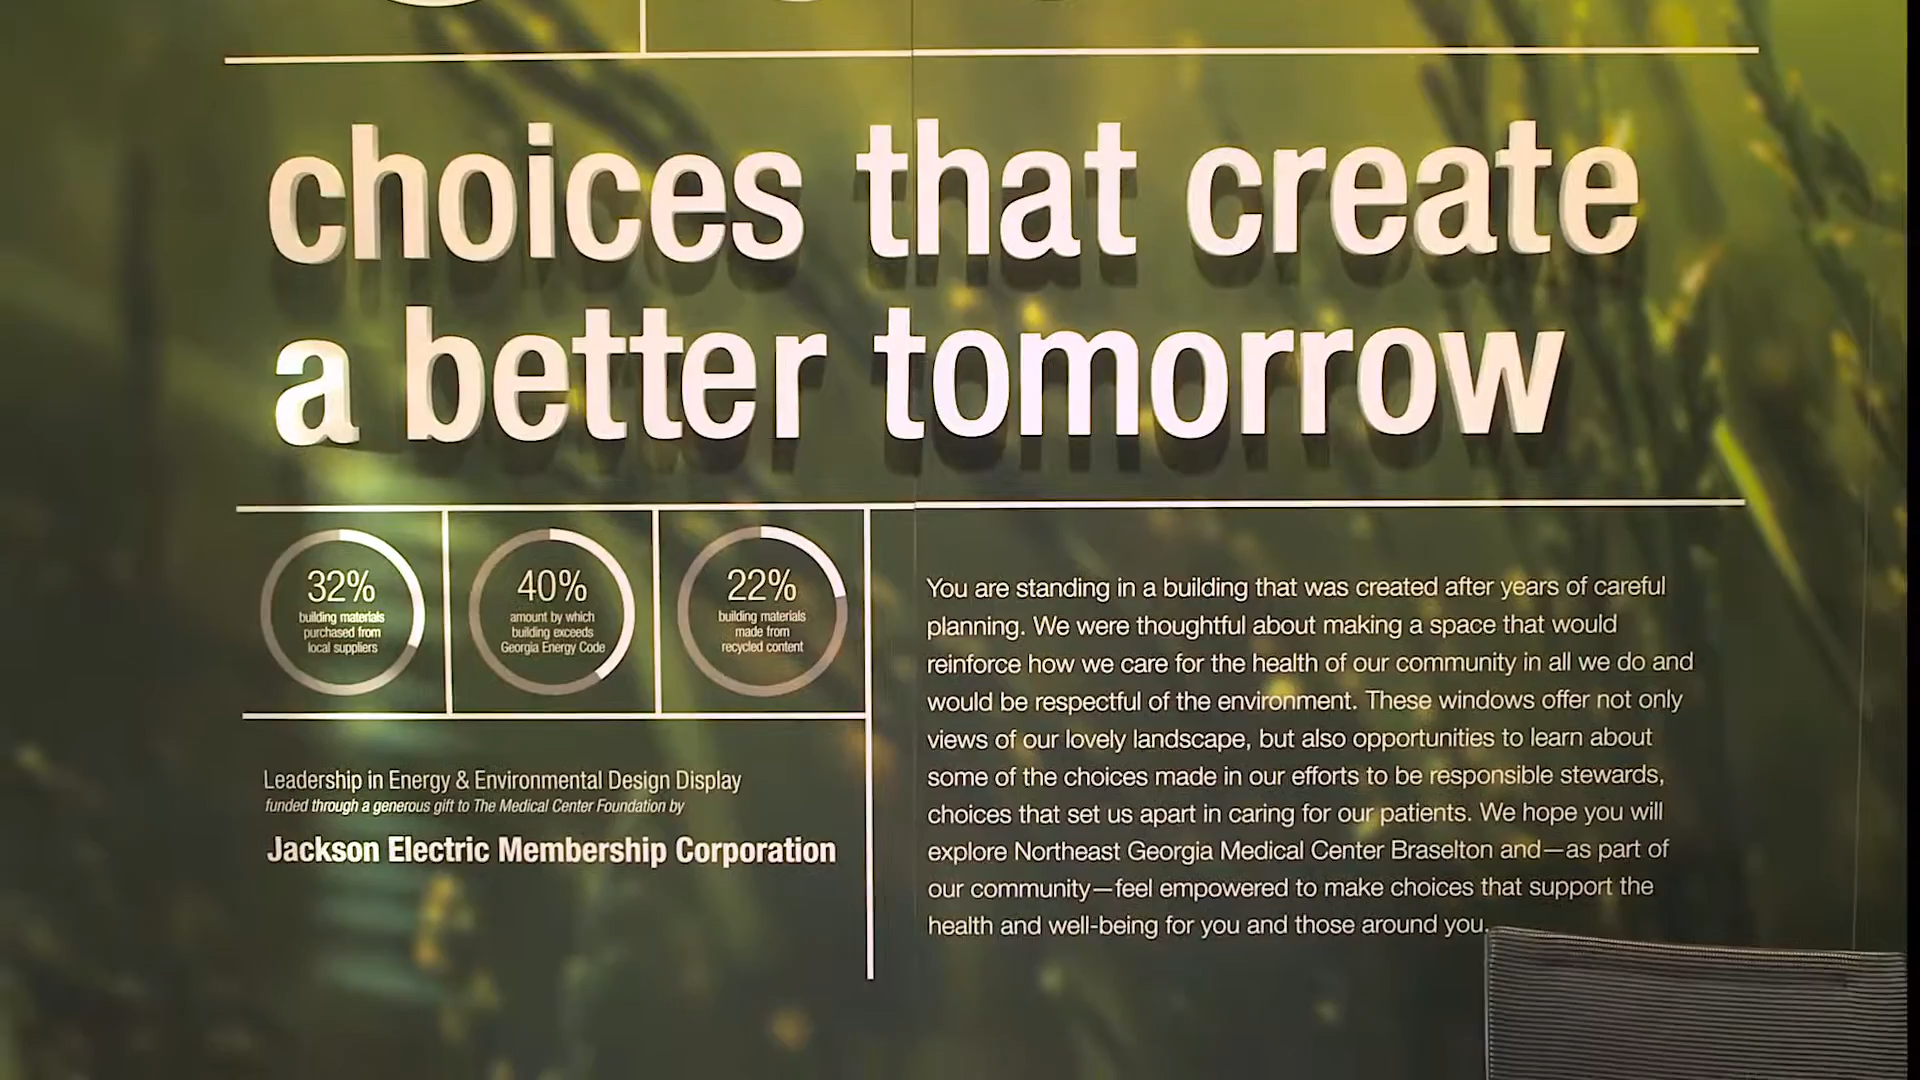 choices that create
a better tomorrow
32%
building materials
purchased from
local suppliers
40%
amount by which
building exceeds
Georgia Energy Code
22%
building materials
made from
recycled content
Leadership in Energy & Environmental Design Display
funded through a generous gift to The Medical Center Foundation by
Jackson Electric Membership Corporation
You are standing in a building that was created after years of careful
planning. We were thoughtful about making a space that would
reinforce how we care for the health of our community in all we do and
would be respectful of the environment. These windows offer not only
views of our lovely landscape, but also opportunities to learn about
some of the choices made in our efforts to be responsible stewards,
choices that set us apart in caring for our patients. We hope you will
explore Northeast Georgia Medical Center Braselton and—as part of
our community—feel empowered to make choices that support the
health and well-being for you and those around you.